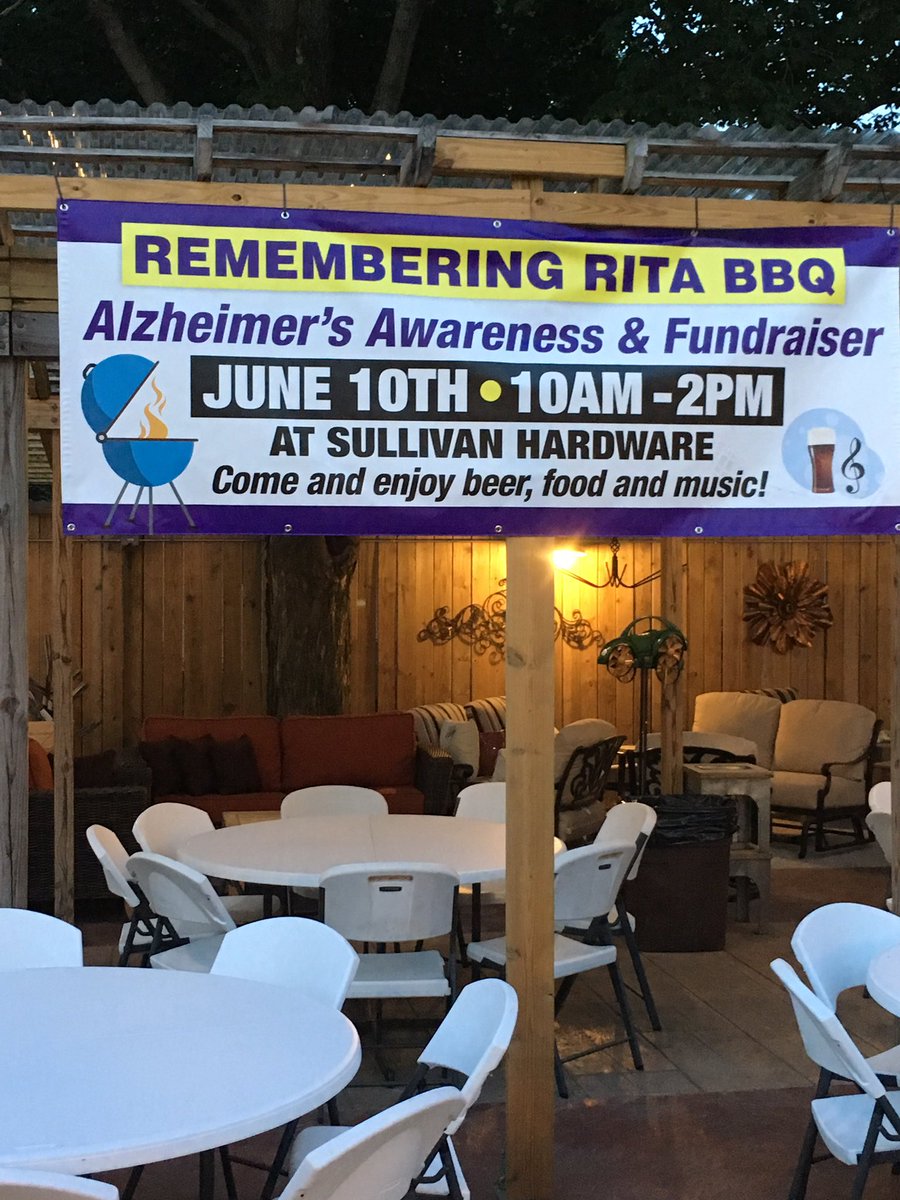 REMEMBERING RITA BBQ
Alzheimer's Awareness & Fundraiser
JUNE 10TH • 10AM - 2PM
AT SULLIVAN HARDWARE
Come and enjoy beer, food and music!